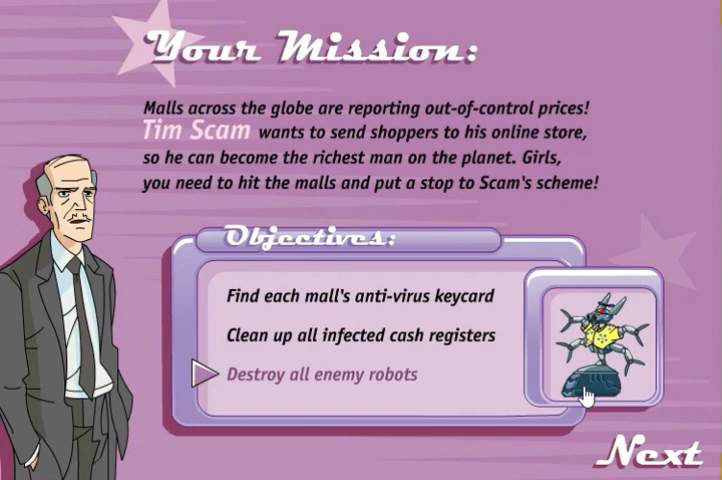 Your Mission:
Malls across the globe are reporting out-of-control prices!
Tim Scam wants to send shoppers to his online store,
so he can become the richest man on the planet. Girls,
you need to hit the malls and put a stop to Scam's scheme!
Objectives:
Find each mall's anti-virus keycard
Clean up all infected cash registers
Destroy all enemy robots
Next